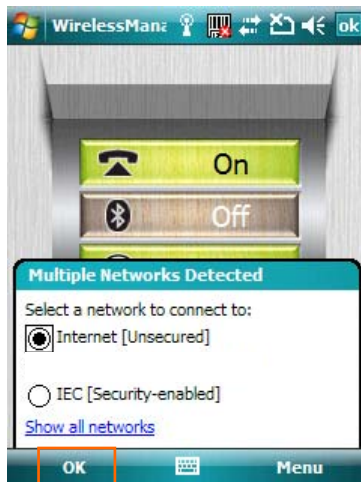 WirelessMana
ok
On
Off
Multiple Networks Detected
Select a network to connect to:
Internet [Unsecured]
IEC [Security-enabled]
Show all networks
OK
Menu